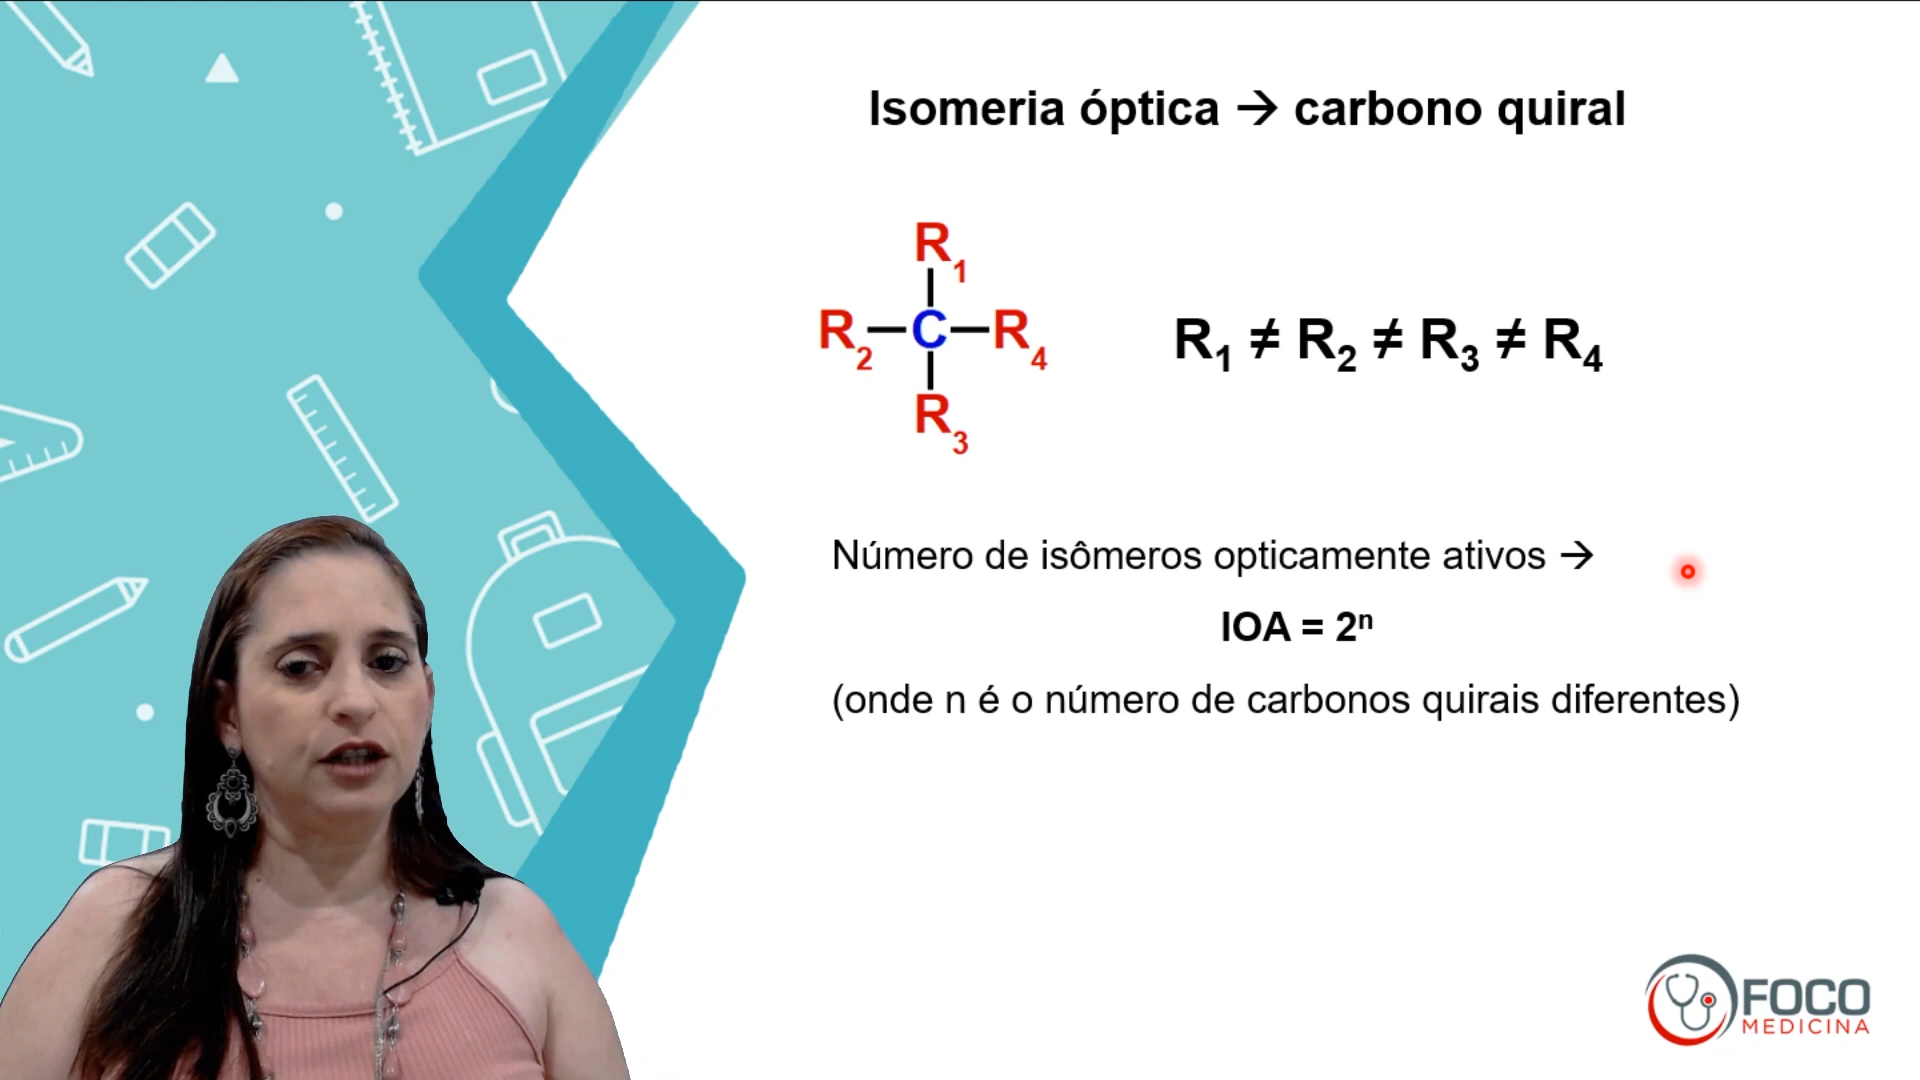 Isomeria óptica → carbono quiral
R1
R2 C R4
R3
R1 ≠ R2 ≠ R3 ≠ R4
Número de isômeros opticamente ativos →
IOA = 2ⁿ
(onde n é o número de carbonos quirais diferentes)
FOCO
MEDICINA